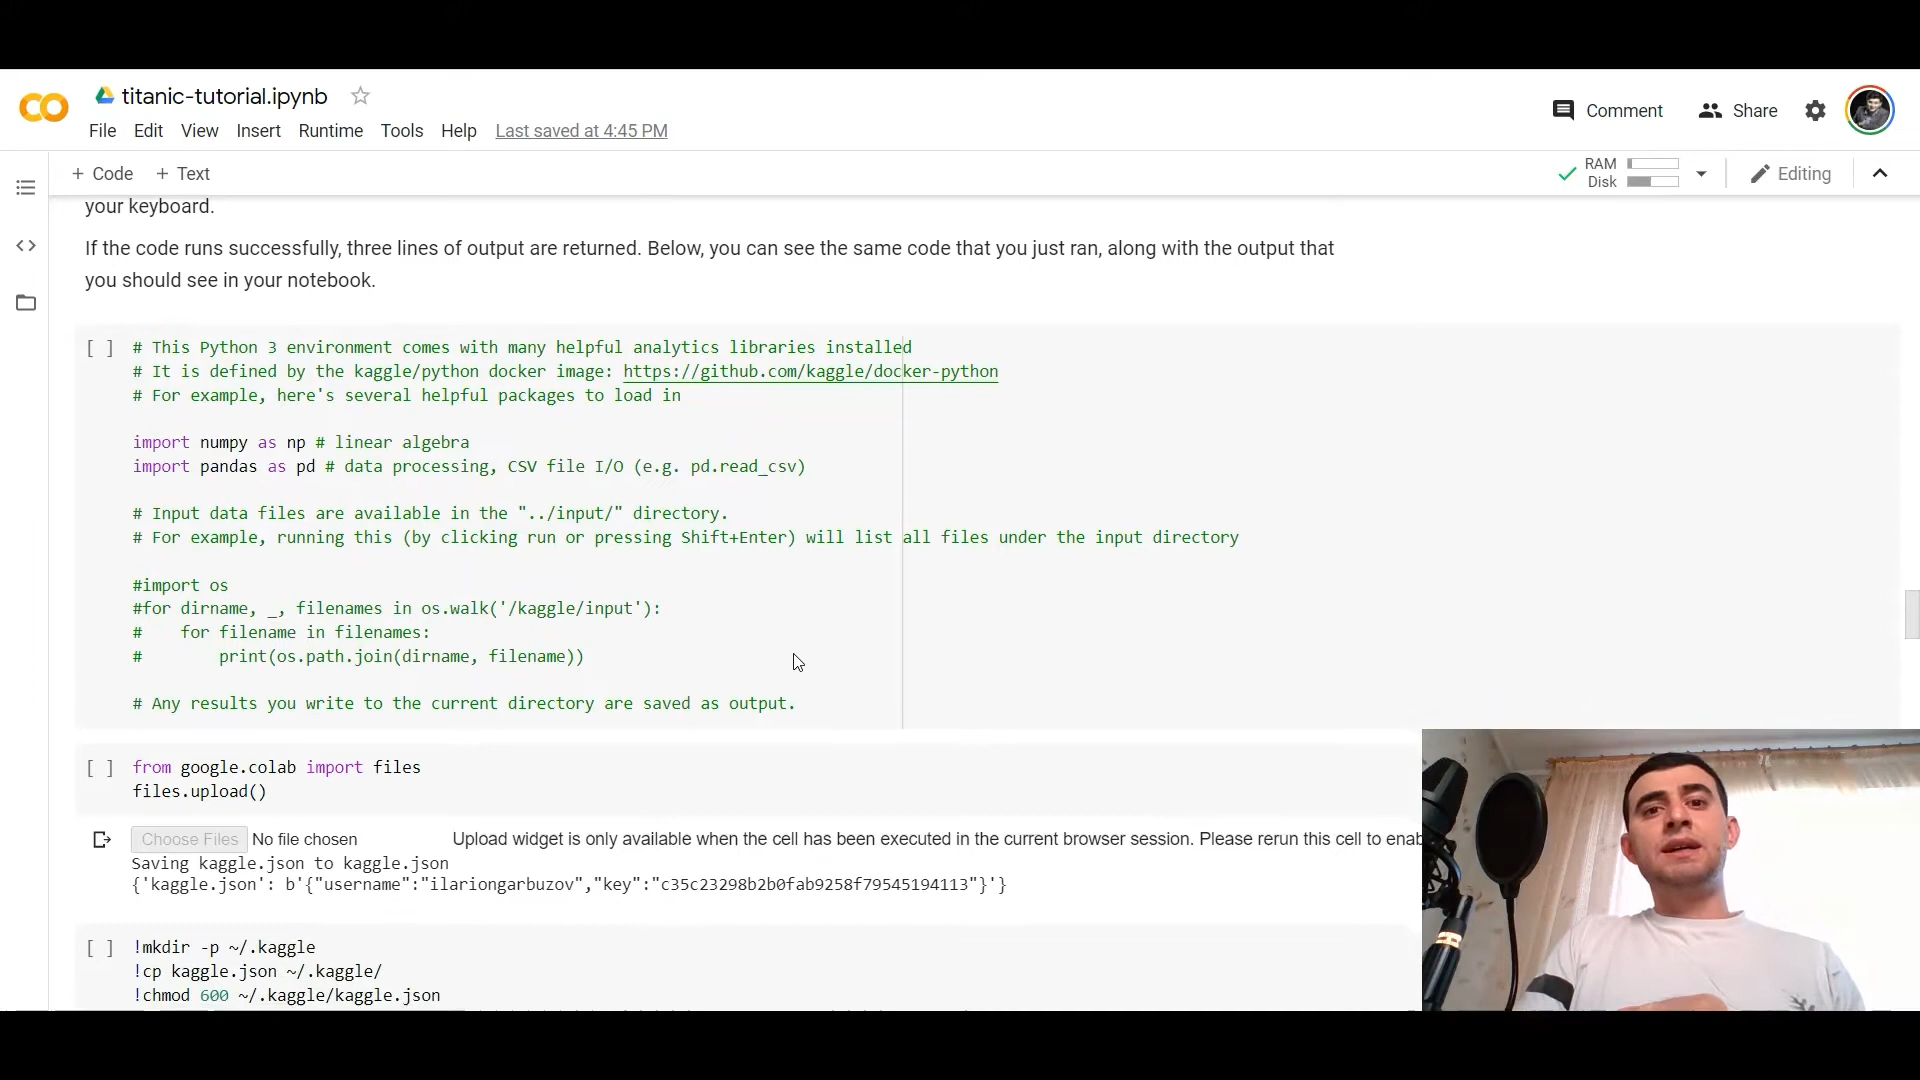 titanic-tutorial.ipynb
File Edit View Insert Runtime Tools Help Last saved at 4:45 PM
Comment Share
+ Code + Text
RAM
Disk
Editing
your keyboard.
If the code runs successfully, three lines of output are returned. Below, you can see the same code that you just ran, along with the output that
you should see in your notebook.
[ ] # This Python 3 environment comes with many helpful analytics libraries installed
# It is defined by the kaggle/python docker image: https://github.com/kaggle/docker-python
# For example, here's several helpful packages to load in
import numpy as np # linear algebra
import pandas as pd # data processing, CSV file I/O (e.g. pd.read_csv)
# Input data files are available in the "../input/" directory.
# For example, running this (by clicking run or pressing Shift+Enter) will list all files under the input directory
#import os
#for dirname, _, filenames in os.walk('/kaggle/input'):
#    for filename in filenames:
#        print(os.path.join(dirname, filename))
# Any results you write to the current directory are saved as output.
[ ] from google.colab import files
files.upload()
Choose Files No file chosen Upload widget is only available when the cell has been executed in the current browser session. Please rerun this cell to enab
Saving kaggle.json to kaggle.json
{'kaggle.json': b'{"username":"ilariongarbuzov","key":"c35c23298b2b0fab9258f79545194113"}'}
[ ] !mkdir -p ~/.kaggle
!cp kaggle.json ~/.kaggle/
!chmod 600 ~/.kaggle/kaggle.json